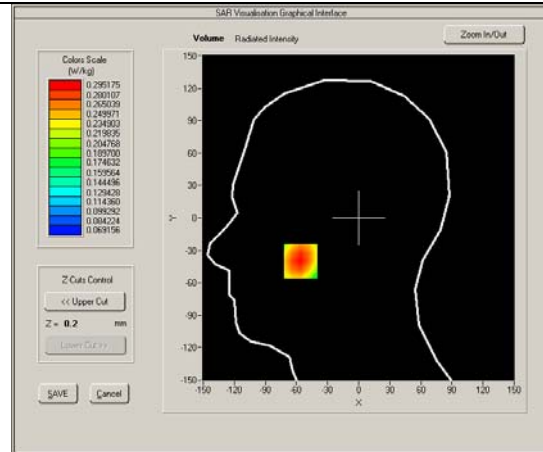 SAR Visualisation Graphical Interface
Volume Radiated Intensity
Zoom In/Out
Colors Scale
(W/kg)
0.295175
0.280107
0.265039
0.249971
0.234903
0.219835
0.204768
0.189700
0.174632
0.159564
0.144496
0.129428
0.114360
0.099292
0.084224
0.069156
Z Cuts Control
<< Upper Cut
Z = 0.2 mm
Lower Cut >>
SAVE Cancel
150-
120-
90-
60-
30-
0-
-30-
-60-
-90-
-120-
-150-
Y
-150 -120 -90 -60 -30 0 30 60 90 120 150
X